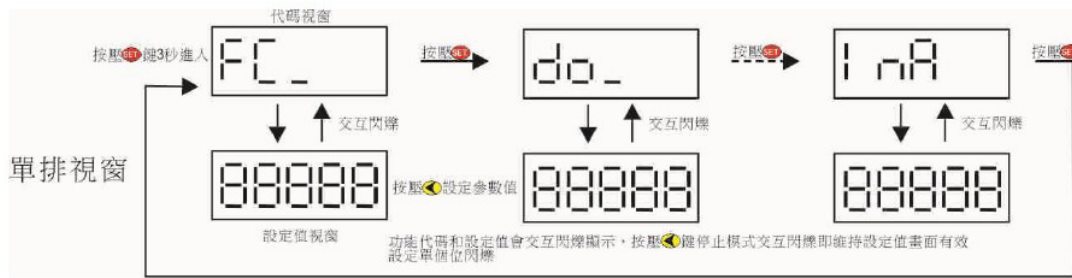 代碼視窗
按壓SET鍵3秒進入
FC_
按壓SET
do_
按壓SET
InA
按壓SET
交互閃爍
交互閃爍
交互閃爍
單排視窗
88888
按壓設定參數值
88888
88888
設定值視窗
功能代碼和設定值會交互閃爍顯示，按壓鍵停止模式交互閃爍即維持設定值畫面有效
設定單個位閃爍